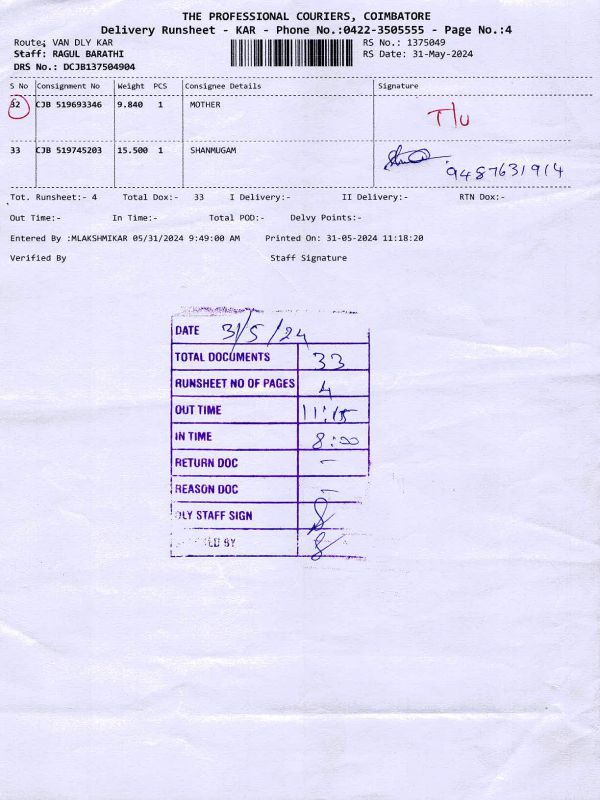 THE PROFESSIONAL COURIERS, COIMBATORE
Delivery Runsheet - KAR - Phone No.:0422-3505555 - Page No.:4
Route: VAN DLY KAR RS No.: 1375049
Staff: RAGUL BARATHI RS Date: 31-May-2024
DRS No.: DCJB137504904
S No Consignment No Weight PCS Consignee Details Signature
32 CJB 519693346 9.840 1 MOTHER T/U
33 CJB 519745203 15.500 1 SHANMUGAM
9487631914
Tot. Runsheet:- 4 Total Dox:- 33 I Delivery:- II Delivery:- RTN Dox:-
Out Time:- In Time:- Total POD:- Delvy Points:-
Entered By :MLAKSHMIKAR 05/31/2024 9:49:00 AM Printed On: 31-05-2024 11:18:20
Verified By Staff Signature
DATE 31/5/24
TOTAL DOCUMENTS 33
RUNSHEET NO OF PAGES 4
OUT TIME 11:15
IN TIME 8:00
RETURN DOC -
REASON DOC -
DLY STAFF SIGN
BY